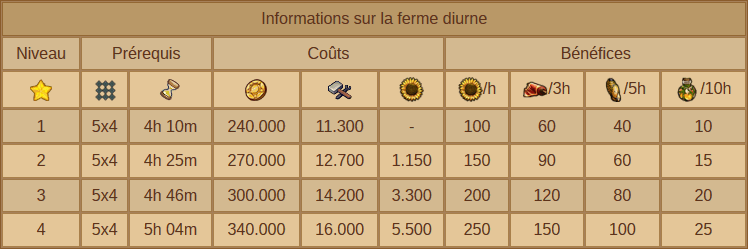 Informations sur la ferme diurne
Niveau Prérequis Coûts Bénéfices
/h /3h /5h /10h
1 5x4 4h 10m 240.000 11.300 - 100 60 40 10
2 5x4 4h 25m 270.000 12.700 1.150 150 90 60 15
3 5x4 4h 46m 300.000 14.200 3.300 200 120 80 20
4 5x4 5h 04m 340.000 16.000 5.500 250 150 100 25